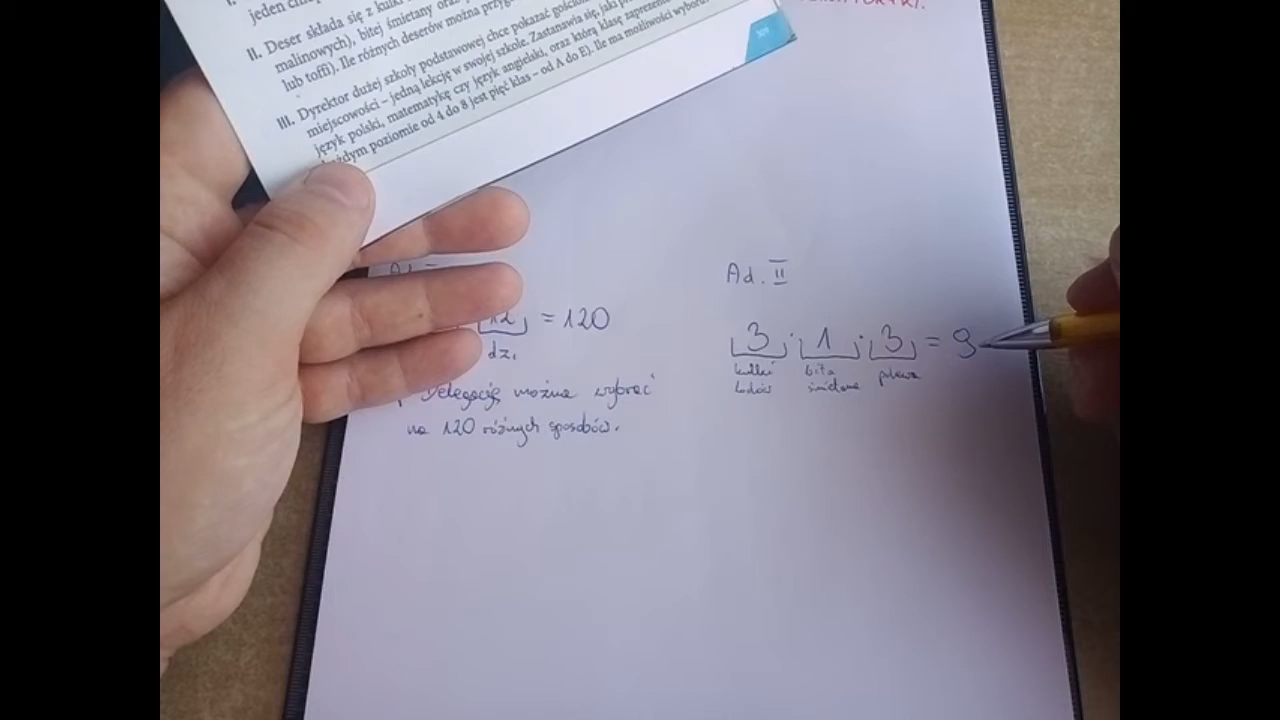 I.
jeden
II. Deser składa się z kulki
malinowych), bitej śmietany oraz
lub toffi). Ile różnych deserów można
III. Dyrektor dużej szkoły podstawowej chce pokazać gościom
miejscowości – jedną lekcję w swojej szkole. Zastanawia się, jaki
język polski, matematykę czy język angielski, oraz którą klasę
każdym poziomie od 4 do 8 jest pięć klas – od A do E). Ile ma możliwości wyboru
309
12 = 120
dz.
Delegację można wybrać
na 120 różnych sposobów.
Ad. II
3 · 1 · 3 = 9
kulki bita polewa
lodów śmietana